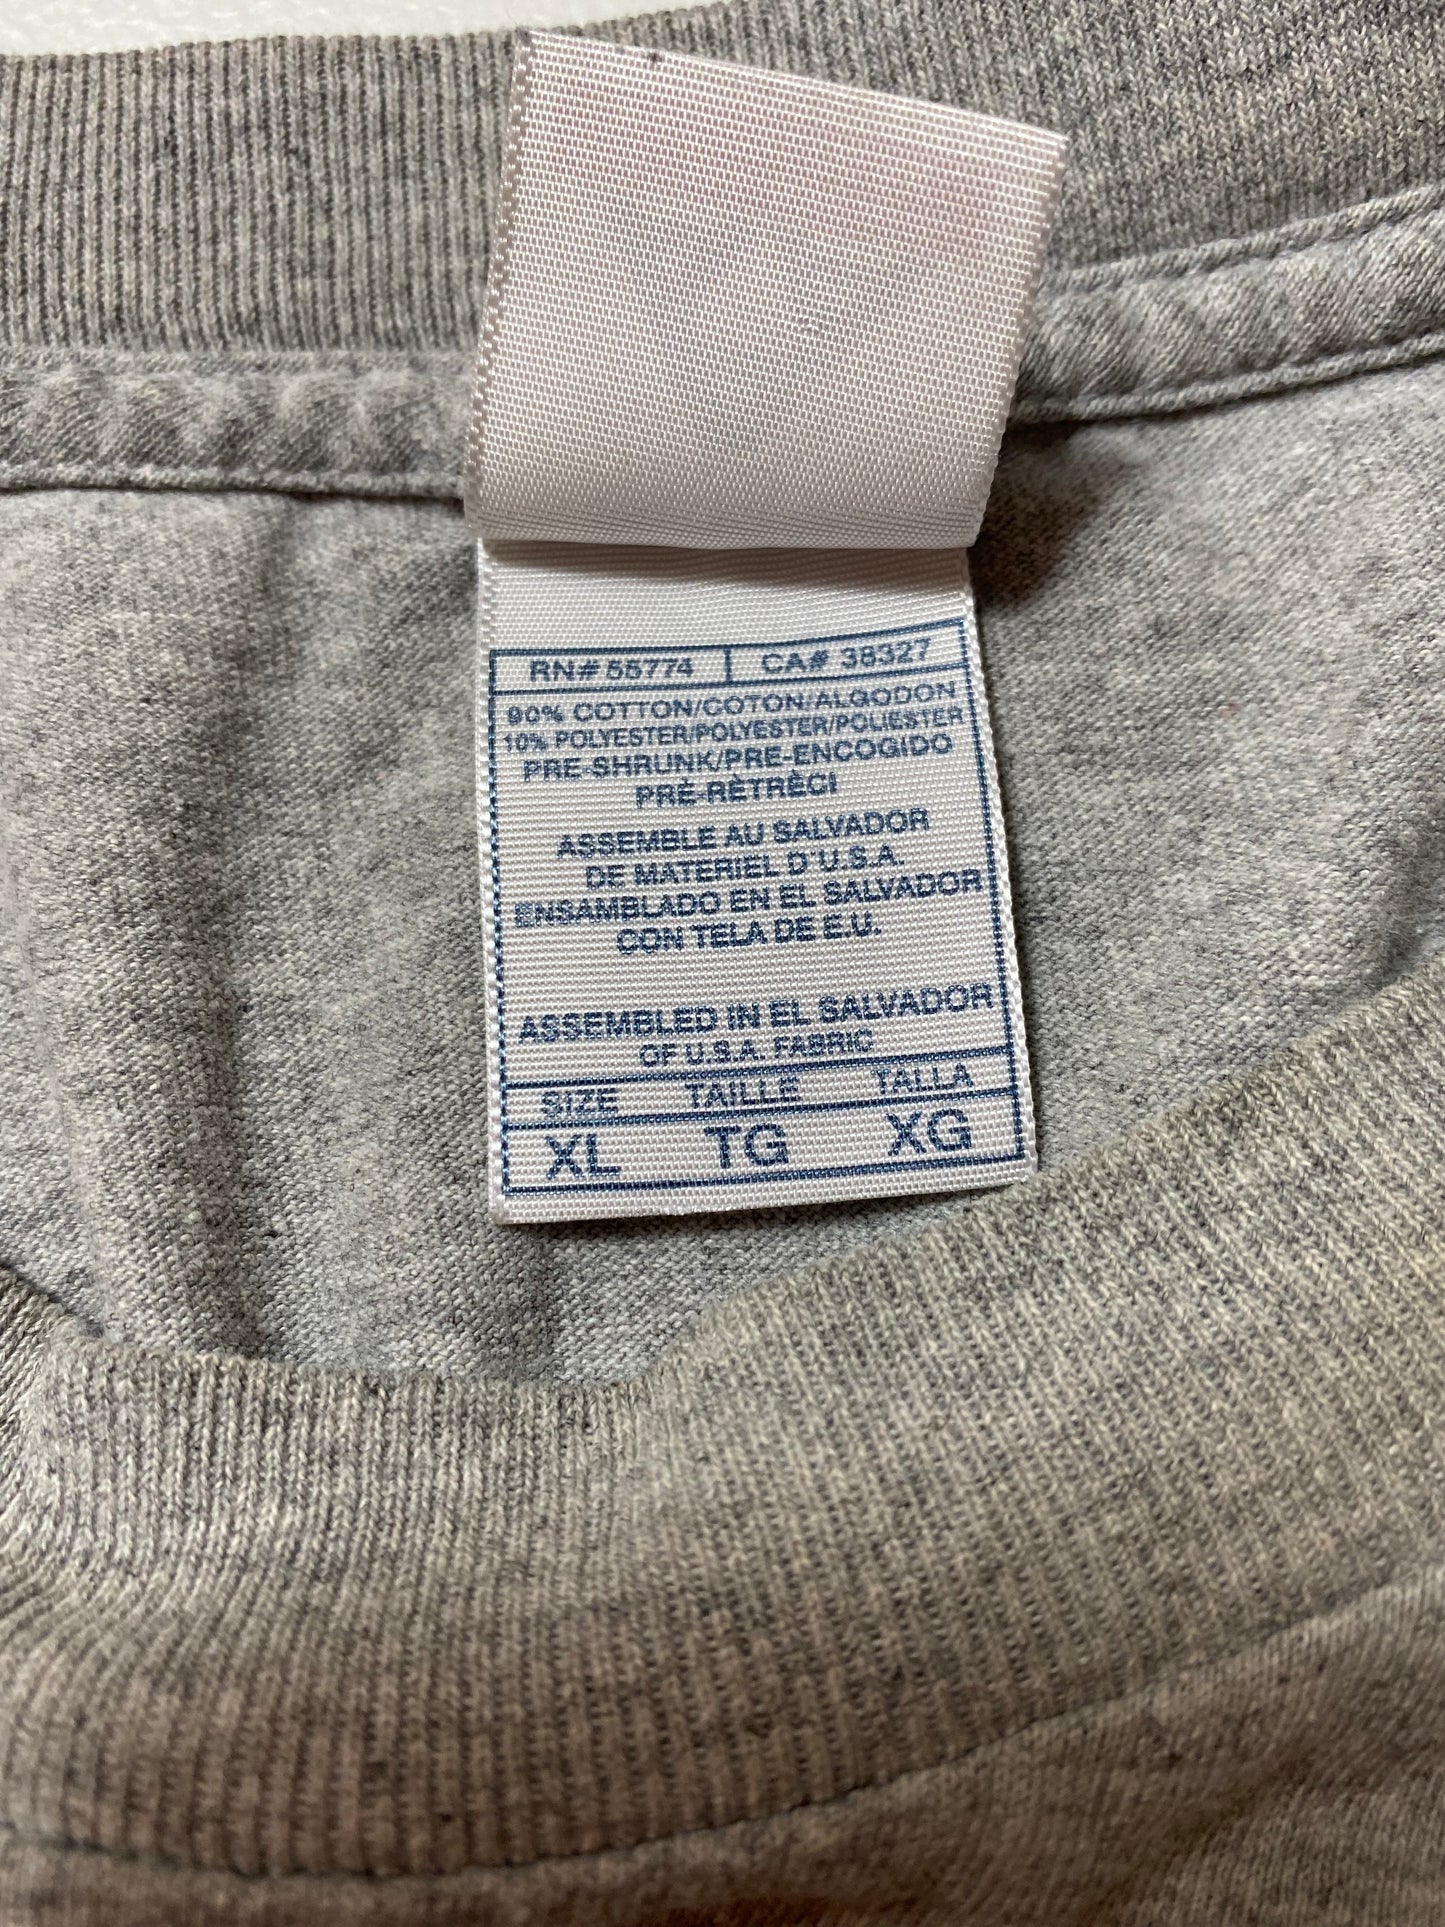 RN# 55774 CA# 38327
90% COTTON/COTON/ALGODON
10% POLYESTER/POLYESTER/POLIESTER
PRE-SHRUNK/PRE-ENCOGIDO
PRÈ-RÈTRÈCI
ASSEMBLE AU SALVADOR
DE MATERIEL D'U.S.A.
ENSAMBLADO EN EL SALVADOR
CON TELA DE E.U.
ASSEMBLED IN EL SALVADOR
OF U.S.A. FABRIC
SIZE TAILLE TALLA
XL TG XG